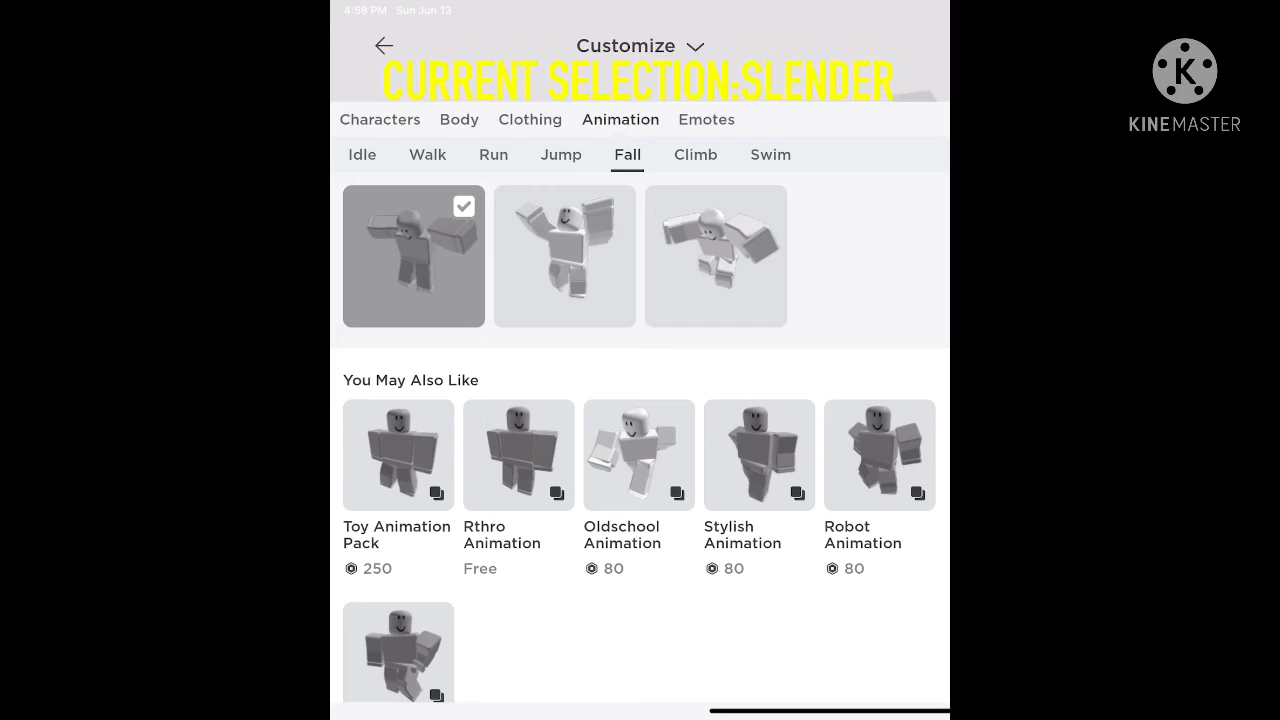 4:58 PM Sun Jun 13
Customize
CURRENT SELECTION:SLENDER
K
KINEMASTER
Characters Body Clothing Animation Emotes
Idle Walk Run Jump Fall Climb Swim
You May Also Like
Toy Animation Pack
250
Rthro Animation
Free
Oldschool Animation
80
Stylish Animation
80
Robot Animation
80